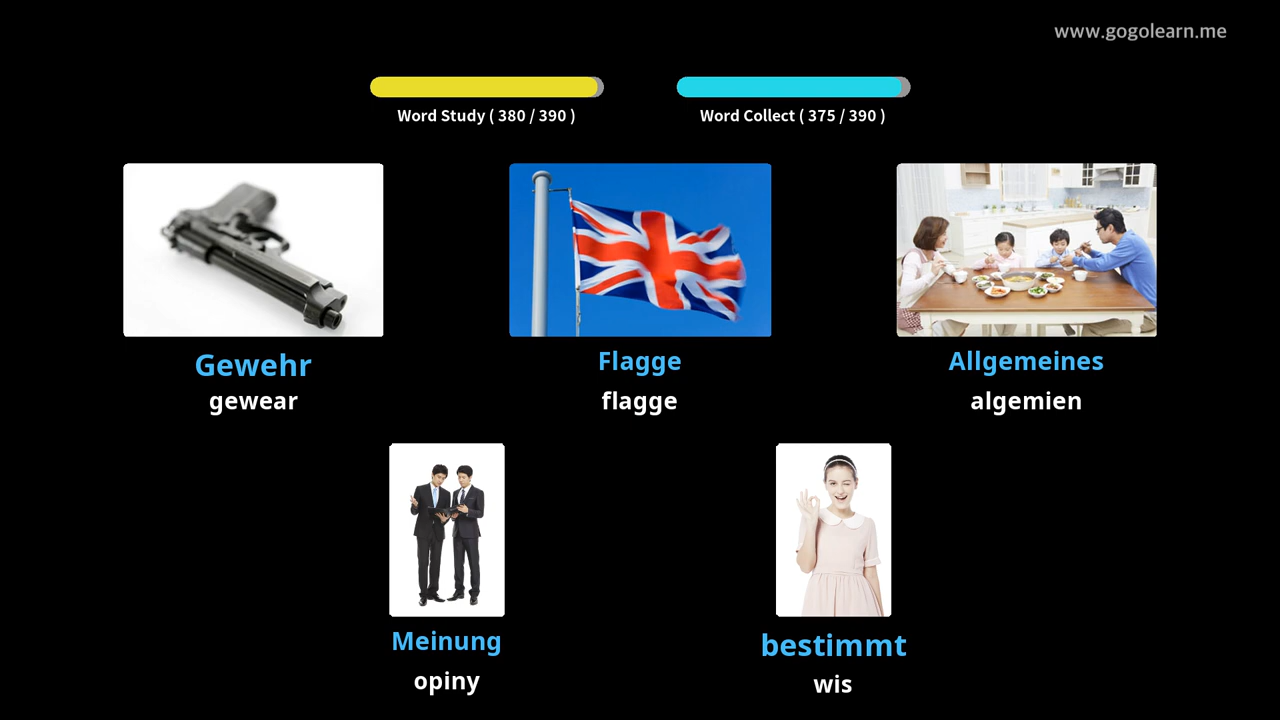 www.gogolearn.me
Word Study ( 380 / 390 )
Word Collect ( 375 / 390 )
Gewehr
gewear
Flagge
flagge
Allgemeines
algemien
Meinung
opiny
bestimmt
wis